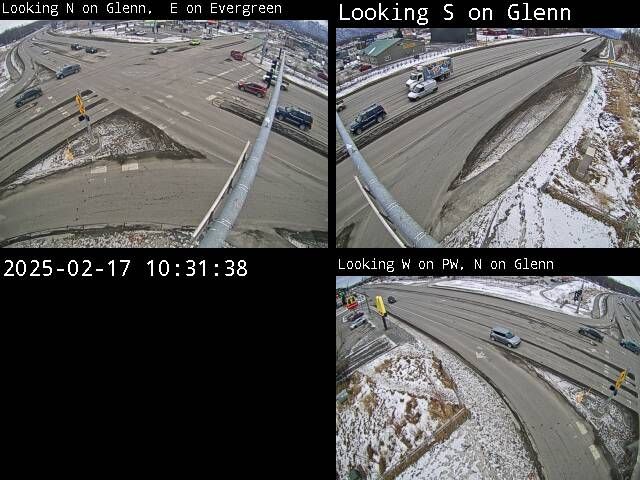 Looking N on Glenn,  E on Evergreen
Looking S on Glenn
2025-02-17 10:31:38
Looking W on PW, N on Glenn